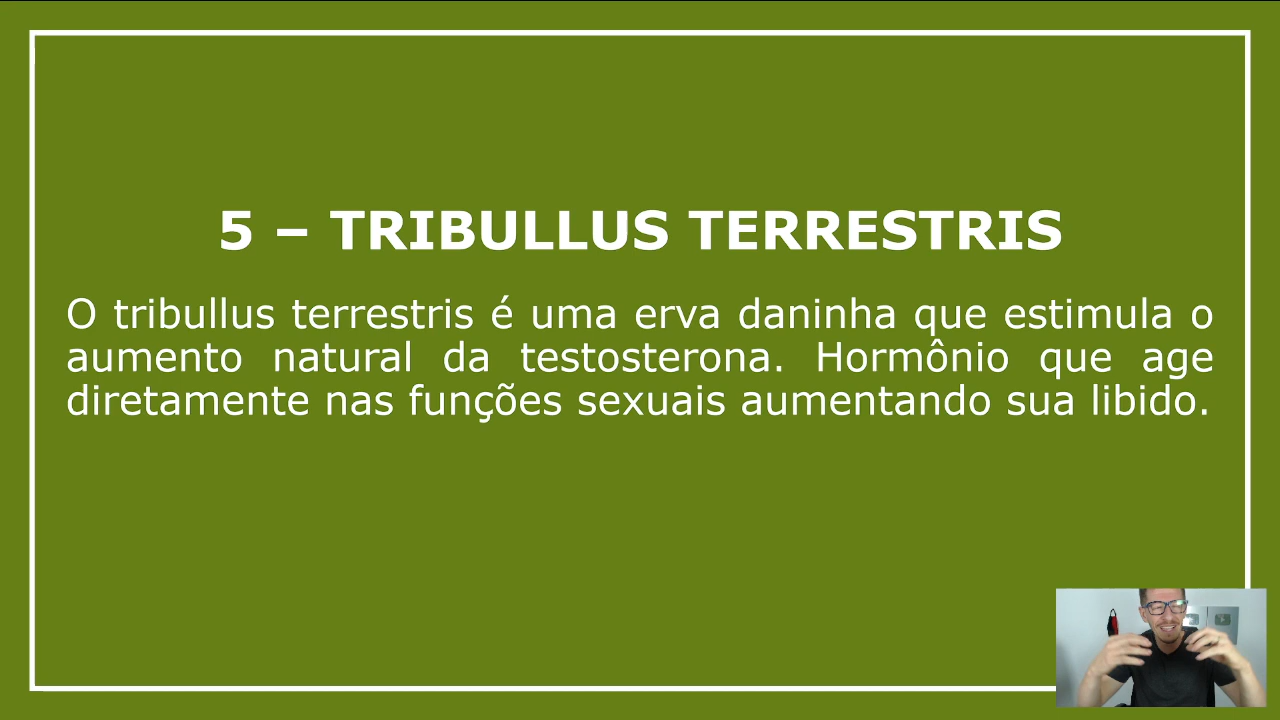 5 – TRIBULLUS TERRESTRIS
O tribullus terrestris é uma erva daninha que estimula o
aumento natural da testosterona. Hormônio que age
diretamente nas funções sexuais aumentando sua libido.